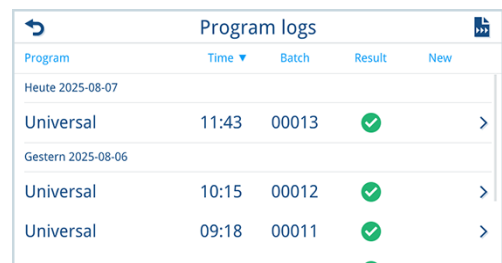 Program logs
Program Time ▼ Batch Result New
Heute 2025-08-07
Universal 11:43 00013
Gestern 2025-08-06
Universal 10:15 00012
Universal 09:18 00011